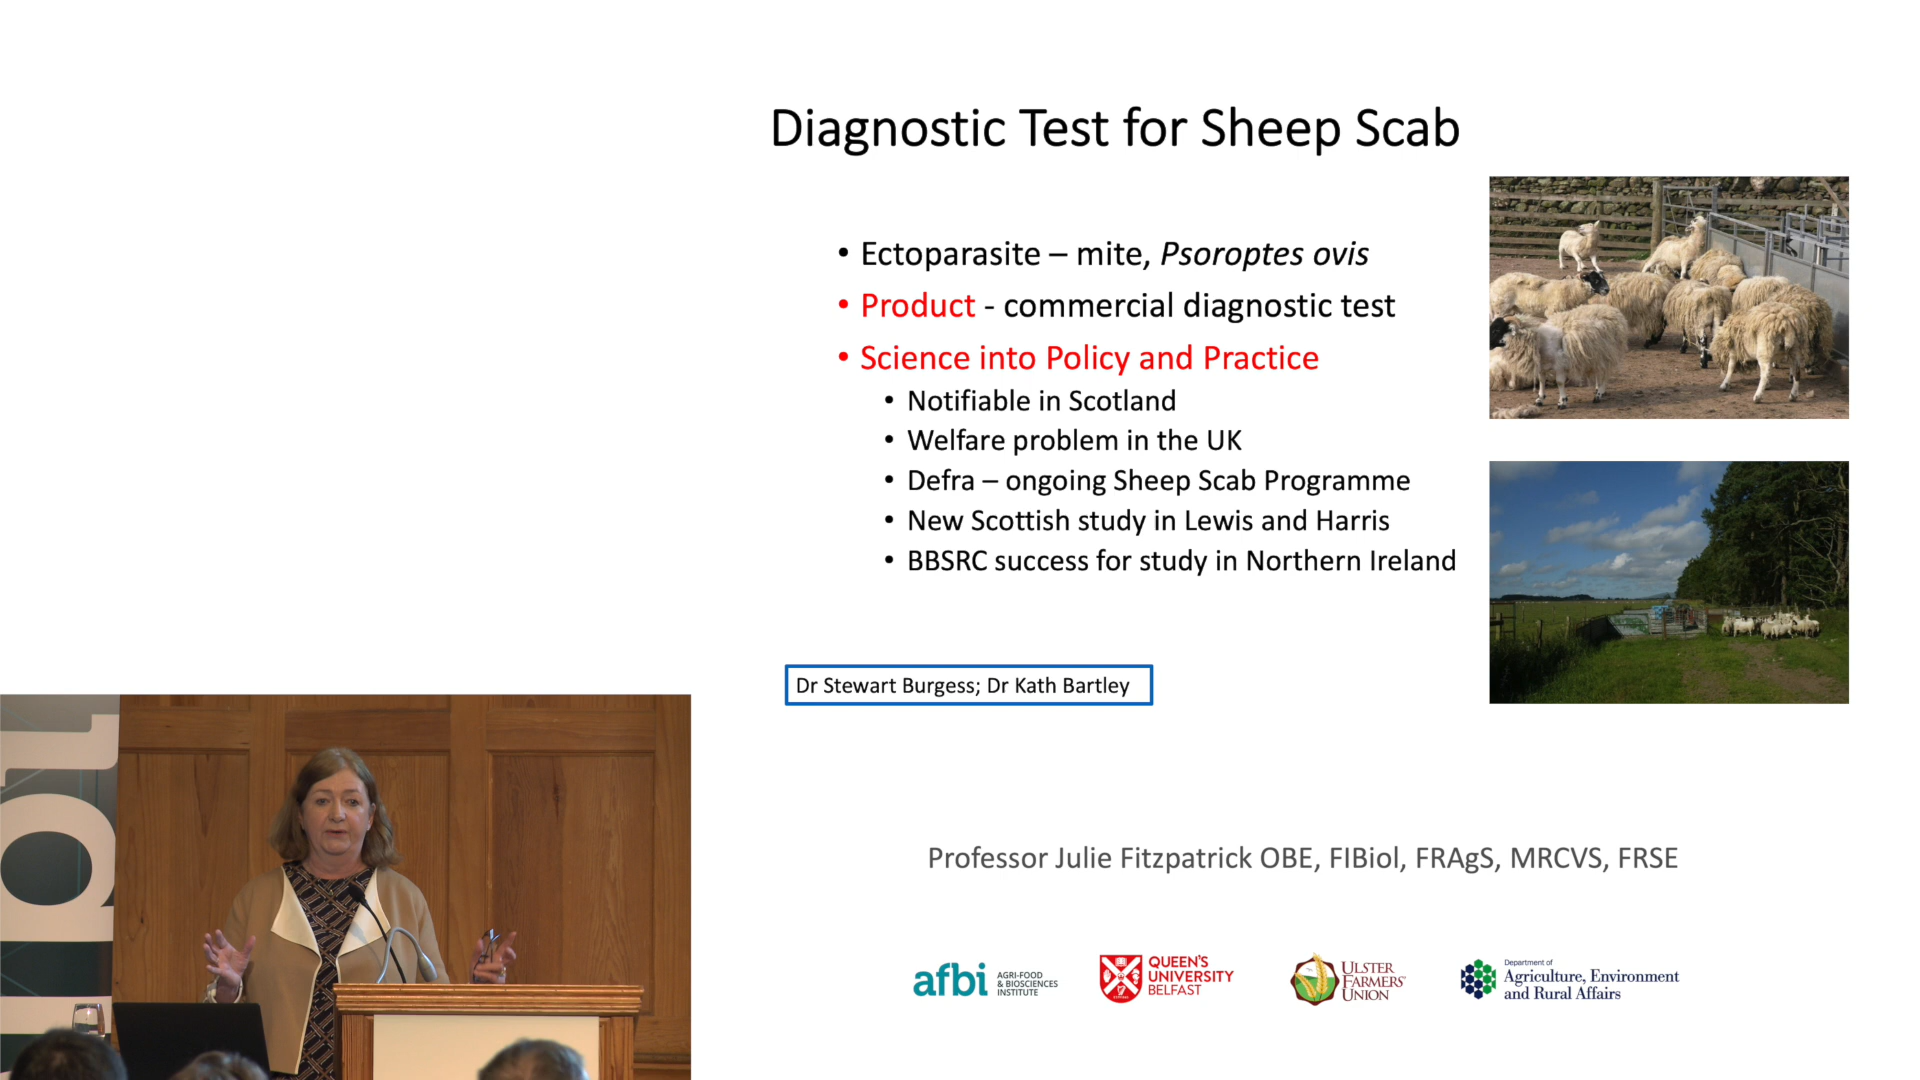 Diagnostic Test for Sheep Scab
• Ectoparasite – mite, Psoroptes ovis
• Product - commercial diagnostic test
• Science into Policy and Practice
• Notifiable in Scotland
• Welfare problem in the UK
• Defra – ongoing Sheep Scab Programme
• New Scottish study in Lewis and Harris
• BBSRC success for study in Northern Ireland
Dr Stewart Burgess; Dr Kath Bartley
Professor Julie Fitzpatrick OBE, FIBiol, FRAgS, MRCVS, FRSE
afbi
AGRI-FOOD
& BIOSCIENCES
INSTITUTE
QUEEN'S
UNIVERSITY
BELFAST
ULSTER
FARMERS'
UNION
Department of
Agriculture, Environment
and Rural Affairs